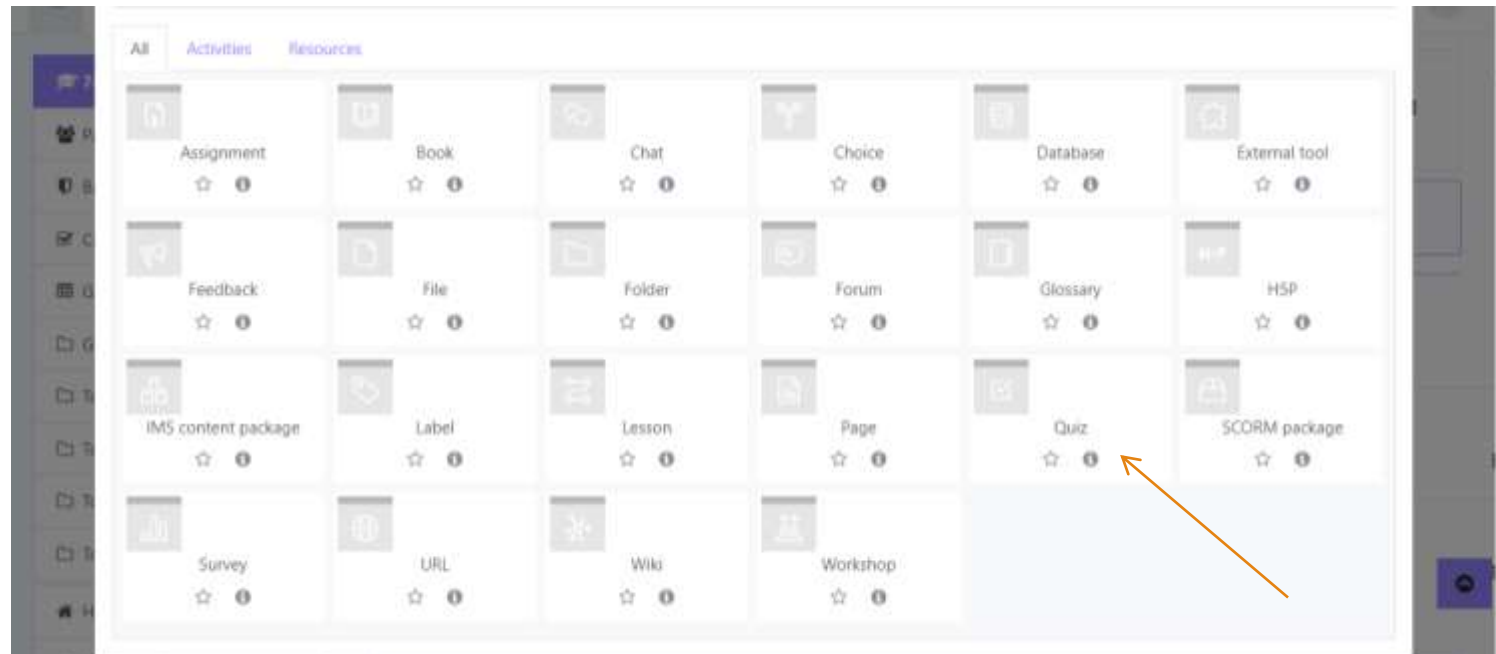 All Activities Resources
Assignment Book Chat Choice Database External tool
Feedback File Folder Forum Glossary H5P
IMS content package Label Lesson Page Quiz SCORM package
Survey URL Wiki Workshop